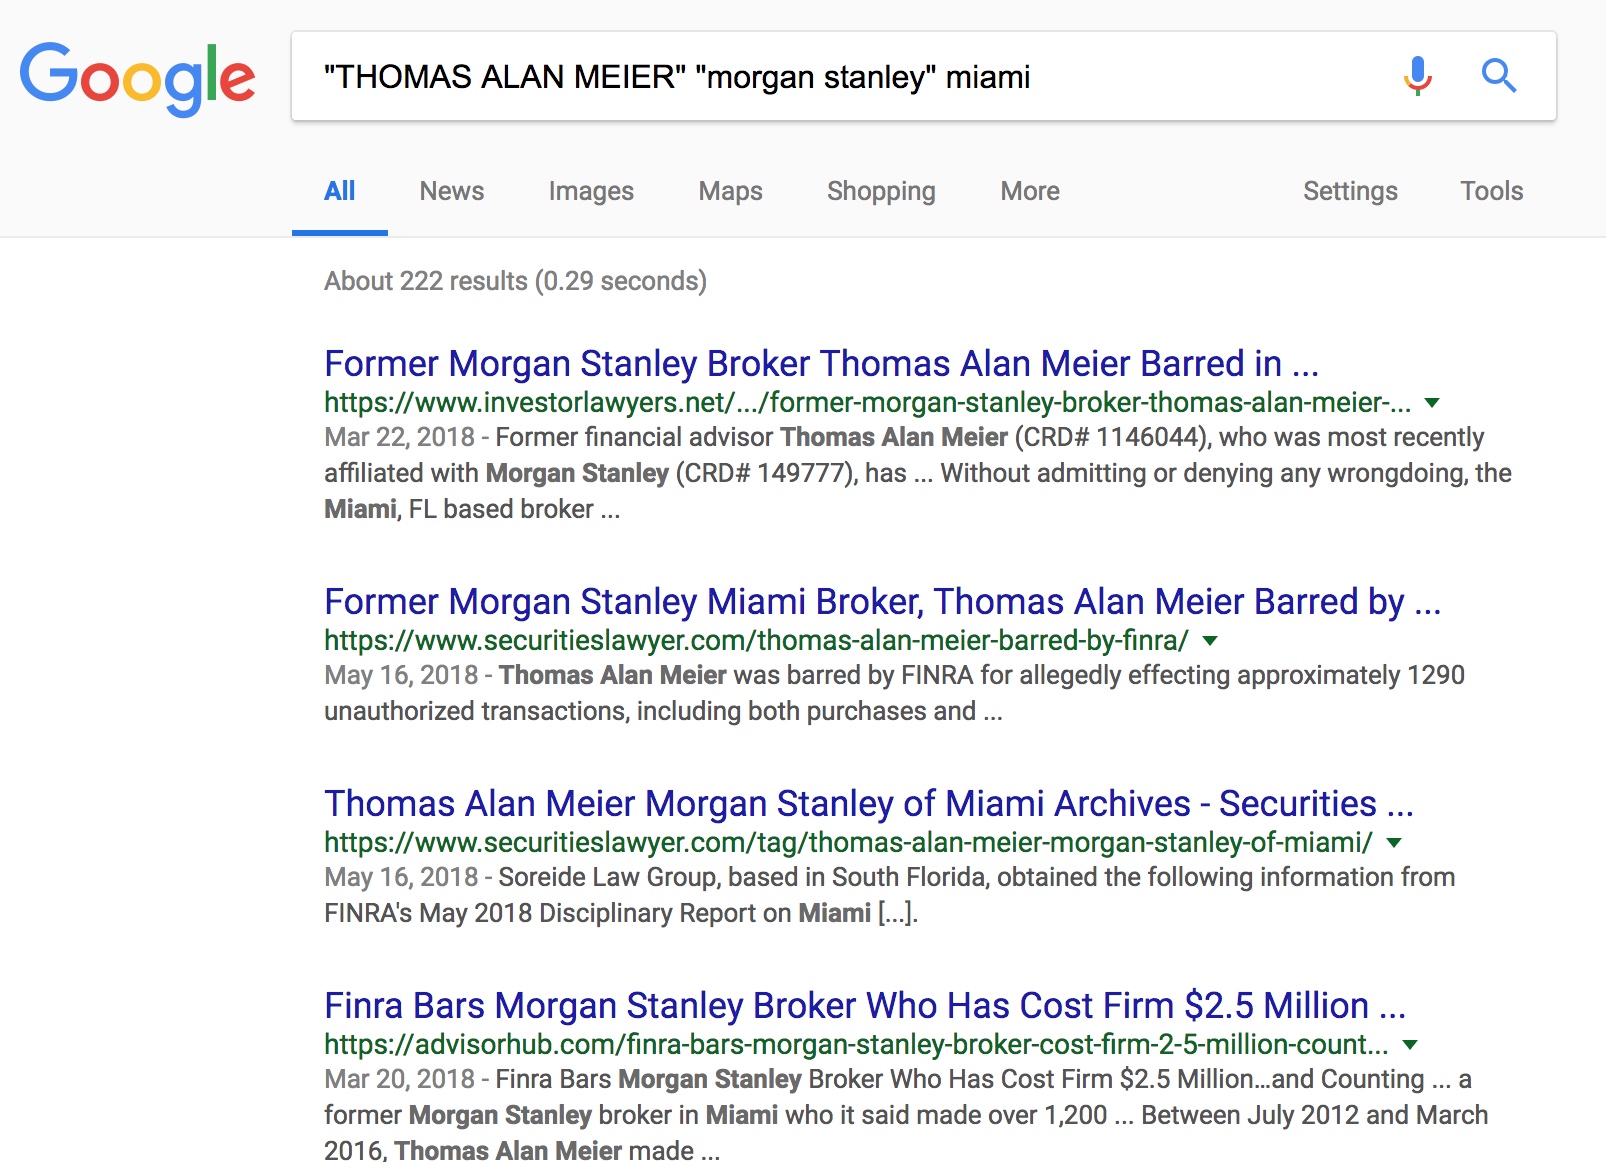 Google
"THOMAS ALAN MEIER" "morgan stanley" miami
All News Images Maps Shopping More Settings Tools
About 222 results (0.29 seconds)
Former Morgan Stanley Broker Thomas Alan Meier Barred in ...
https://www.investorlawyers.net/.../former-morgan-stanley-broker-thomas-alan-meier-...
Mar 22, 2018 - Former financial advisor Thomas Alan Meier (CRD# 1146044), who was most recently
affiliated with Morgan Stanley (CRD# 149777), has ... Without admitting or denying any wrongdoing, the
Miami, FL based broker ...
Former Morgan Stanley Miami Broker, Thomas Alan Meier Barred by ...
https://www.securitieslawyer.com/thomas-alan-meier-barred-by-finra/
May 16, 2018 - Thomas Alan Meier was barred by FINRA for allegedly effecting approximately 1290
unauthorized transactions, including both purchases and ...
Thomas Alan Meier Morgan Stanley of Miami Archives - Securities ...
https://www.securitieslawyer.com/tag/thomas-alan-meier-morgan-stanley-of-miami/
May 16, 2018 - Soreide Law Group, based in South Florida, obtained the following information from
FINRA's May 2018 Disciplinary Report on Miami [...].
Finra Bars Morgan Stanley Broker Who Has Cost Firm $2.5 Million ...
https://advisorhub.com/finra-bars-morgan-stanley-broker-cost-firm-2-5-million-count...
Mar 20, 2018 - Finra Bars Morgan Stanley Broker Who Has Cost Firm $2.5 Million…and Counting ... a
former Morgan Stanley broker in Miami who it said made over 1,200 ... Between July 2012 and March
2016, Thomas Alan Meier made ...